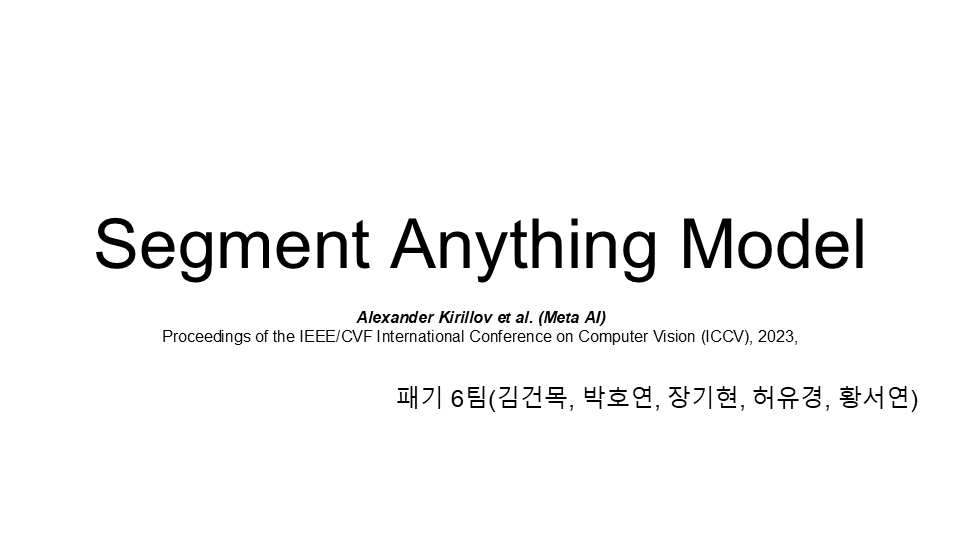 Segment Anything Model
Alexander Kirillov et al. (Meta AI)
Proceedings of the IEEE/CVF International Conference on Computer Vision (ICCV), 2023,
패기 6팀(김건목, 박호연, 장기현, 허유경, 황서연)